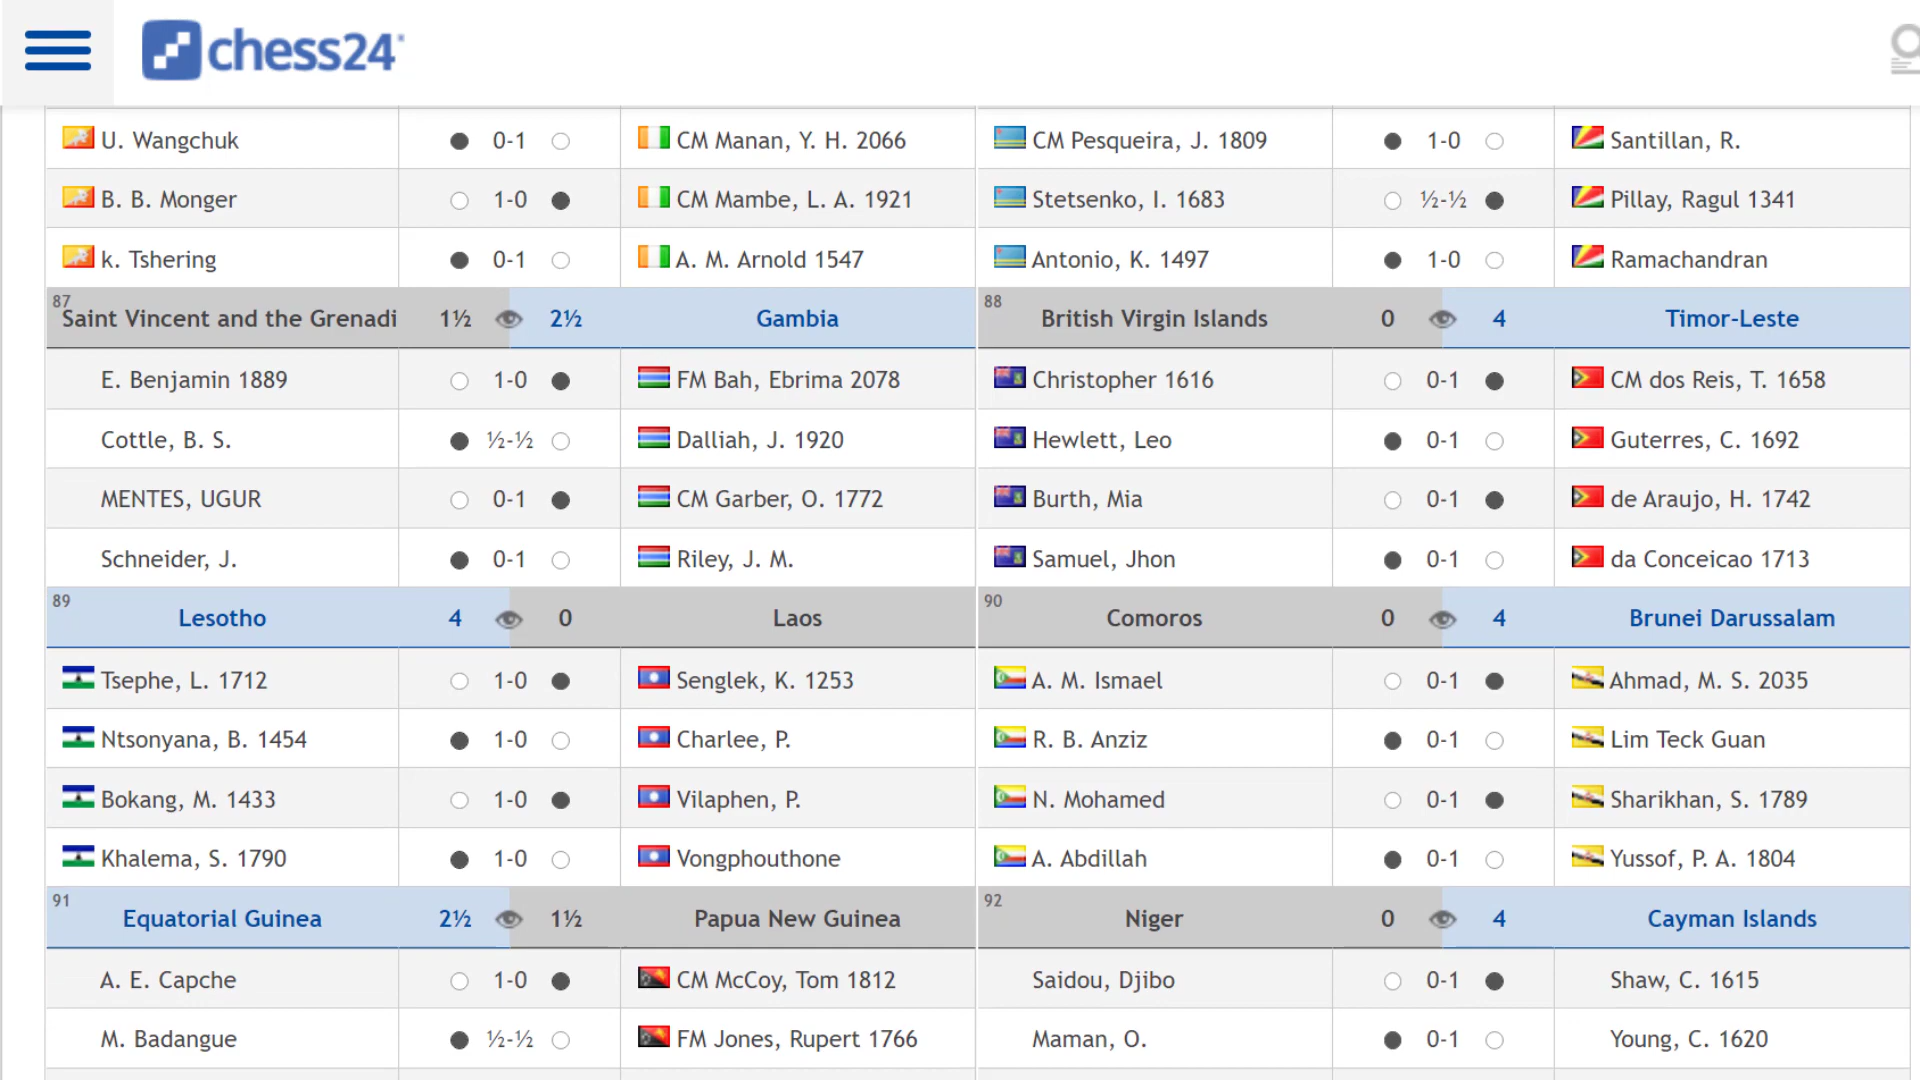 chess24
U. Wangchuk 0-1 CM Manan, Y. H. 2066 CM Pesqueira, J. 1809 1-0 Santillan, R.
B. B. Monger 1-0 CM Mambe, L. A. 1921 Stetsenko, I. 1683 ½-½ Pillay, Ragul 1341
k. Tshering 0-1 A. M. Arnold 1547 Antonio, K. 1497 1-0 Ramachandran
87 Saint Vincent and the Grenadi 1½ 2½ Gambia 88 British Virgin Islands 0 4 Timor-Leste
E. Benjamin 1889 1-0 FM Bah, Ebrima 2078 Christopher 1616 0-1 CM dos Reis, T. 1658
Cottle, B. S. ½-½ Dalliah, J. 1920 Hewlett, Leo 0-1 Guterres, C. 1692
MENTES, UGUR 0-1 CM Garber, O. 1772 Burth, Mia 0-1 de Araujo, H. 1742
Schneider, J. 0-1 Riley, J. M. Samuel, Jhon 0-1 da Conceicao 1713
89 Lesotho 4 0 Laos 90 Comoros 0 4 Brunei Darussalam
Tsephe, L. 1712 1-0 Senglek, K. 1253 A. M. Ismael 0-1 Ahmad, M. S. 2035
Ntsonyana, B. 1454 1-0 Charlee, P. R. B. Anziz 0-1 Lim Teck Guan
Bokang, M. 1433 1-0 Vilaphen, P. N. Mohamed 0-1 Sharikhan, S. 1789
Khalema, S. 1790 1-0 Vongphouthone A. Abdillah 0-1 Yussof, P. A. 1804
91 Equatorial Guinea 2½ 1½ Papua New Guinea 92 Niger 0 4 Cayman Islands
A. E. Capche 1-0 CM McCoy, Tom 1812 Saidou, Djibo 0-1 Shaw, C. 1615
M. Badangue ½-½ FM Jones, Rupert 1766 Maman, O. 0-1 Young, C. 1620